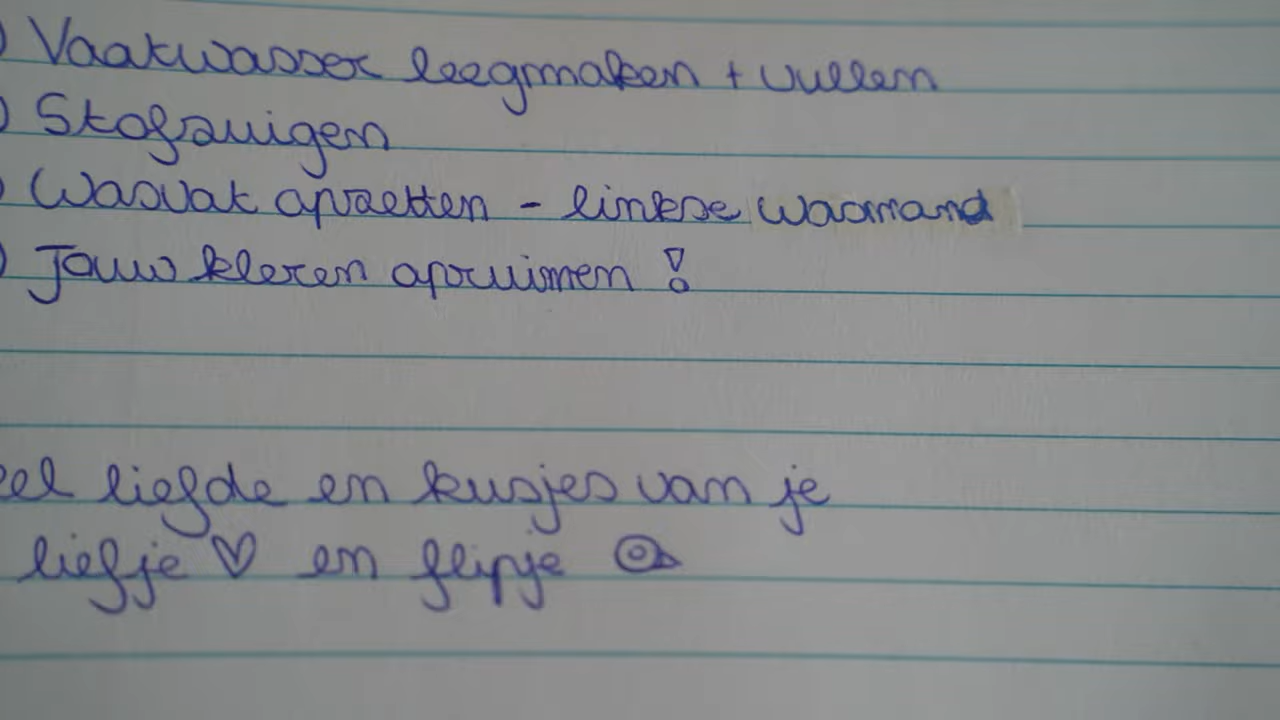 ) Vaatwasser leegmaken + vullen
) Stofzuigen
) Wasvat opzetten - linkse wasmand
) Jouw kleren opruimen !
eel liefde en kusjes van je
liefje ♡ en flipje